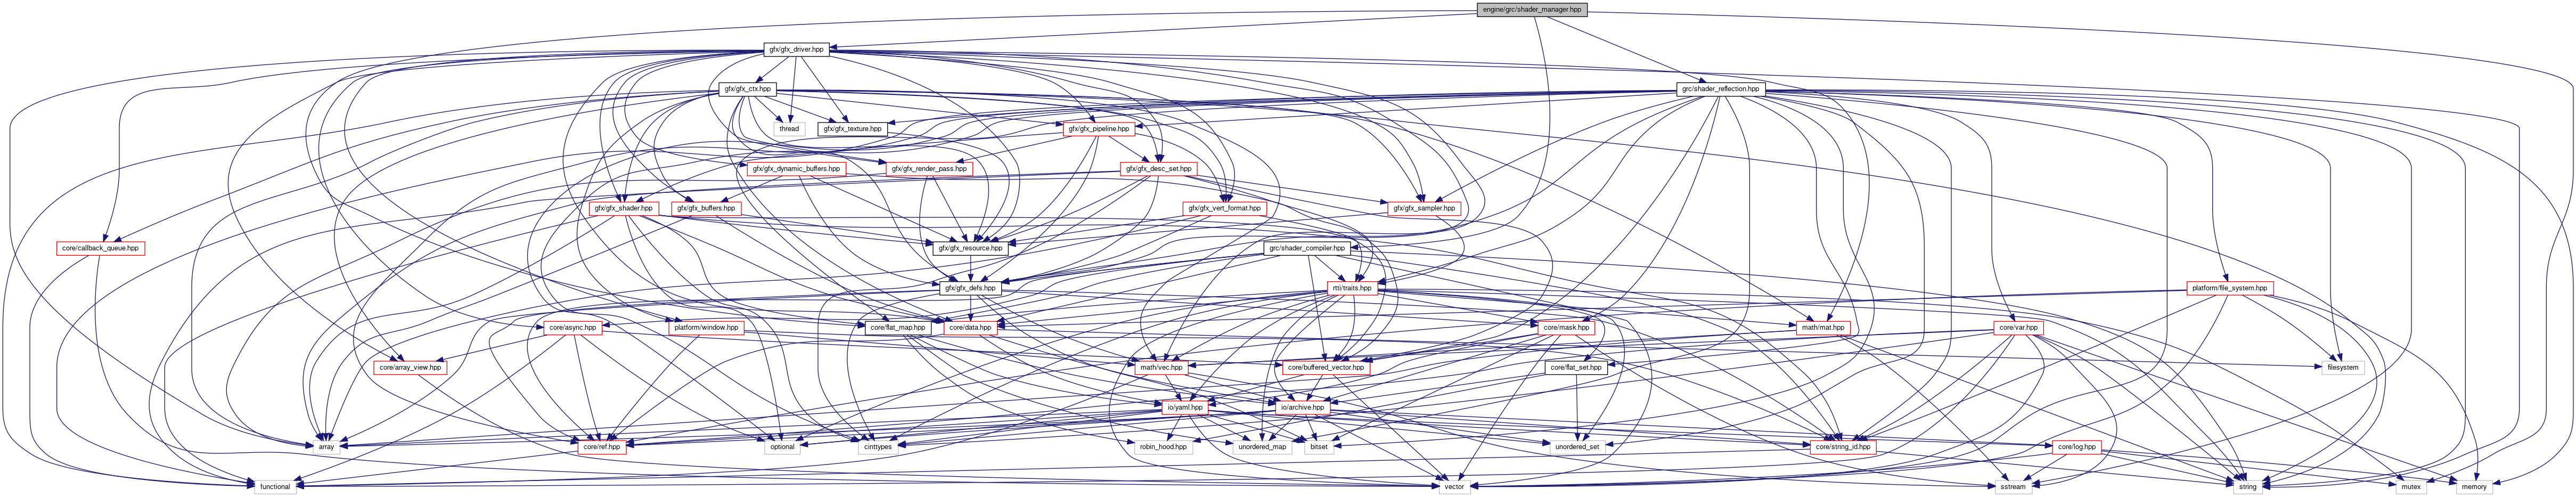 engine/grc/shader_manager.hpp
gfx/gfx_driver.hpp
gfx/gfx_ctx.hpp
grc/shader_reflection.hpp
thread
gfx/gfx_texture.hpp
gfx/gfx_pipeline.hpp
gfx/gfx_dynamic_buffers.hpp
gfx/gfx_render_pass.hpp
gfx/gfx_desc_set.hpp
gfx/gfx_shader.hpp
gfx/gfx_buffers.hpp
gfx/gfx_vert_format.hpp
gfx/gfx_sampler.hpp
core/callback_queue.hpp
gfx/gfx_resource.hpp
grc/shader_compiler.hpp
gfx/gfx_defs.hpp
rtti/traits.hpp
platform/file_system.hpp
core/async.hpp
platform/window.hpp
core/flat_map.hpp
core/data.hpp
core/mask.hpp
math/mat.hpp
core/var.hpp
core/array_view.hpp
math/vec.hpp
core/buffered_vector.hpp
core/flat_set.hpp
filesystem
io/yaml.hpp
io/archive.hpp
array
core/ref.hpp
optional
cinttypes
robin_hood.hpp
unordered_map
bitset
unordered_set
core/string_id.hpp
core/log.hpp
functional
vector
sstream
string
mutex
memory